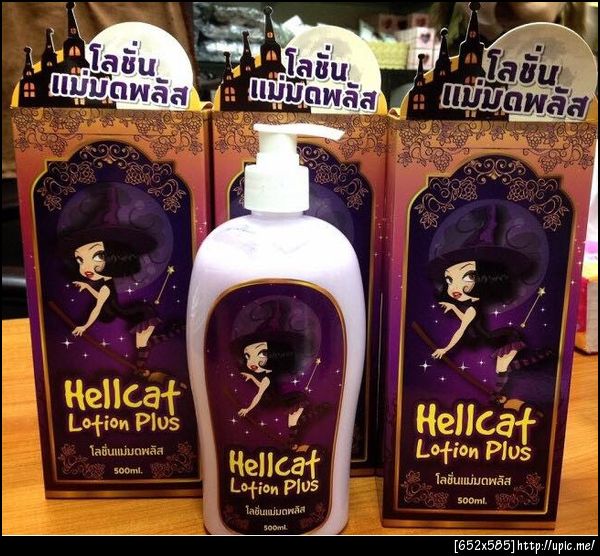 โลชั่น
แม่มดพลัส
โลชั่น
แม่มดพลัส
โลชั่น
แม่มดพลัส
Hellcat
Lotion Plus
โลชั่นแม่มดพลัส
500ml.
Hellcat
Lotion Plus
โลชั่นแม่มดพลัส
500ml.
Hellcat
Lotion Plus
โลชั่นแม่มดพลัส
500ml.
[652x585]http://upic.me/